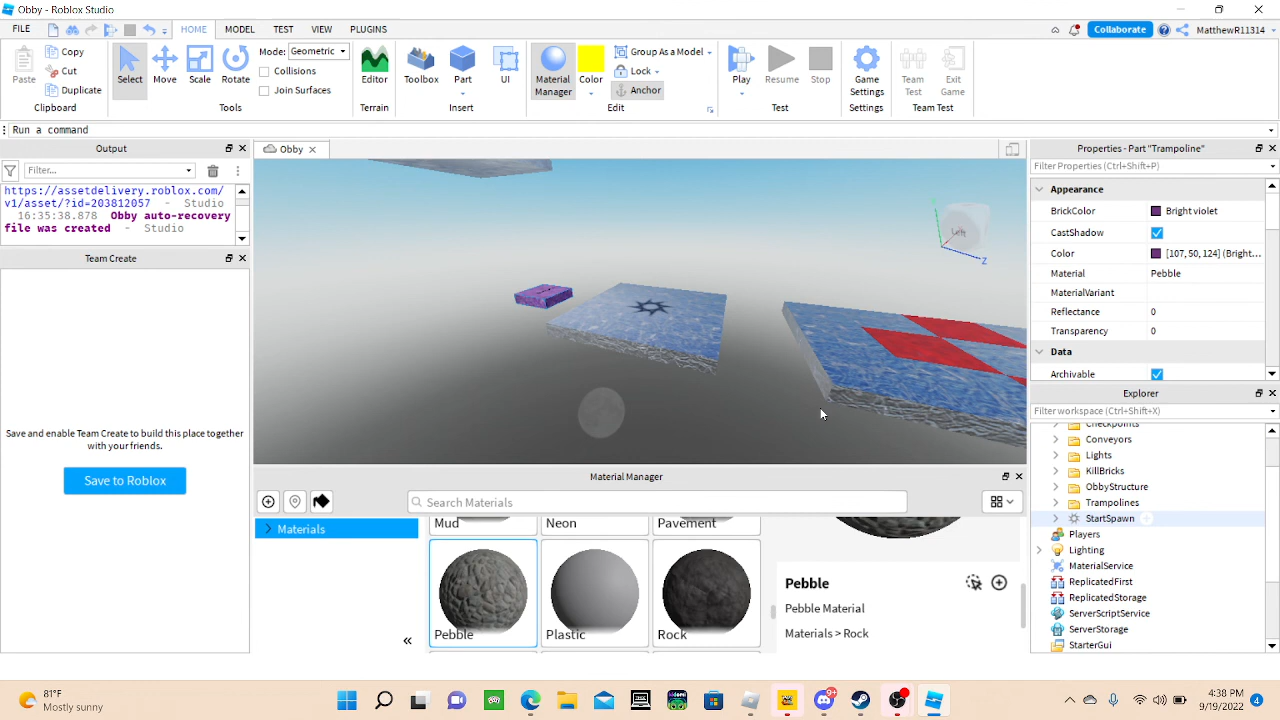 Obby - Roblox Studio
FILE HOME MODEL TEST VIEW PLUGINS Collaborate MatthewR11314
Paste Copy Cut Duplicate Clipboard
Select Move Scale Rotate Mode: Geometric Collisions Join Surfaces Tools
Editor Terrain
Toolbox Part UI Insert
Material Manager Color Group As a Model Lock Anchor Edit
Play Resume Stop Test
Game Settings Settings
Team Test Exit Game Team Test
Run a command
Output
Filter...
https://assetdelivery.roblox.com/
v1/asset/?id=203812057 - Studio
16:35:38.878 Obby auto-recovery
file was created - Studio
Team Create
Save and enable Team Create to build this place together
with your friends.
Save to Roblox
Obby
Left
Z
Material Manager
Search Materials
Materials
Mud Neon Pavement
Pebble Plastic Rock
Pebble
Pebble Material
Materials > Rock
Properties - Part "Trampoline"
Filter Properties (Ctrl+Shift+P)
Appearance
BrickColor Bright violet
CastShadow
Color [107, 50, 124] (Bright...
Material Pebble
MaterialVariant
Reflectance 0
Transparency 0
Data
Archivable
Explorer
Filter workspace (Ctrl+Shift+X)
Checkpoints
Conveyors
Lights
KillBricks
ObbyStructure
Trampolines
StartSpawn
Players
Lighting
MaterialService
ReplicatedFirst
ReplicatedStorage
ServerScriptService
ServerStorage
StarterGui
81°F
Mostly sunny
4:38 PM
9/19/2022
4